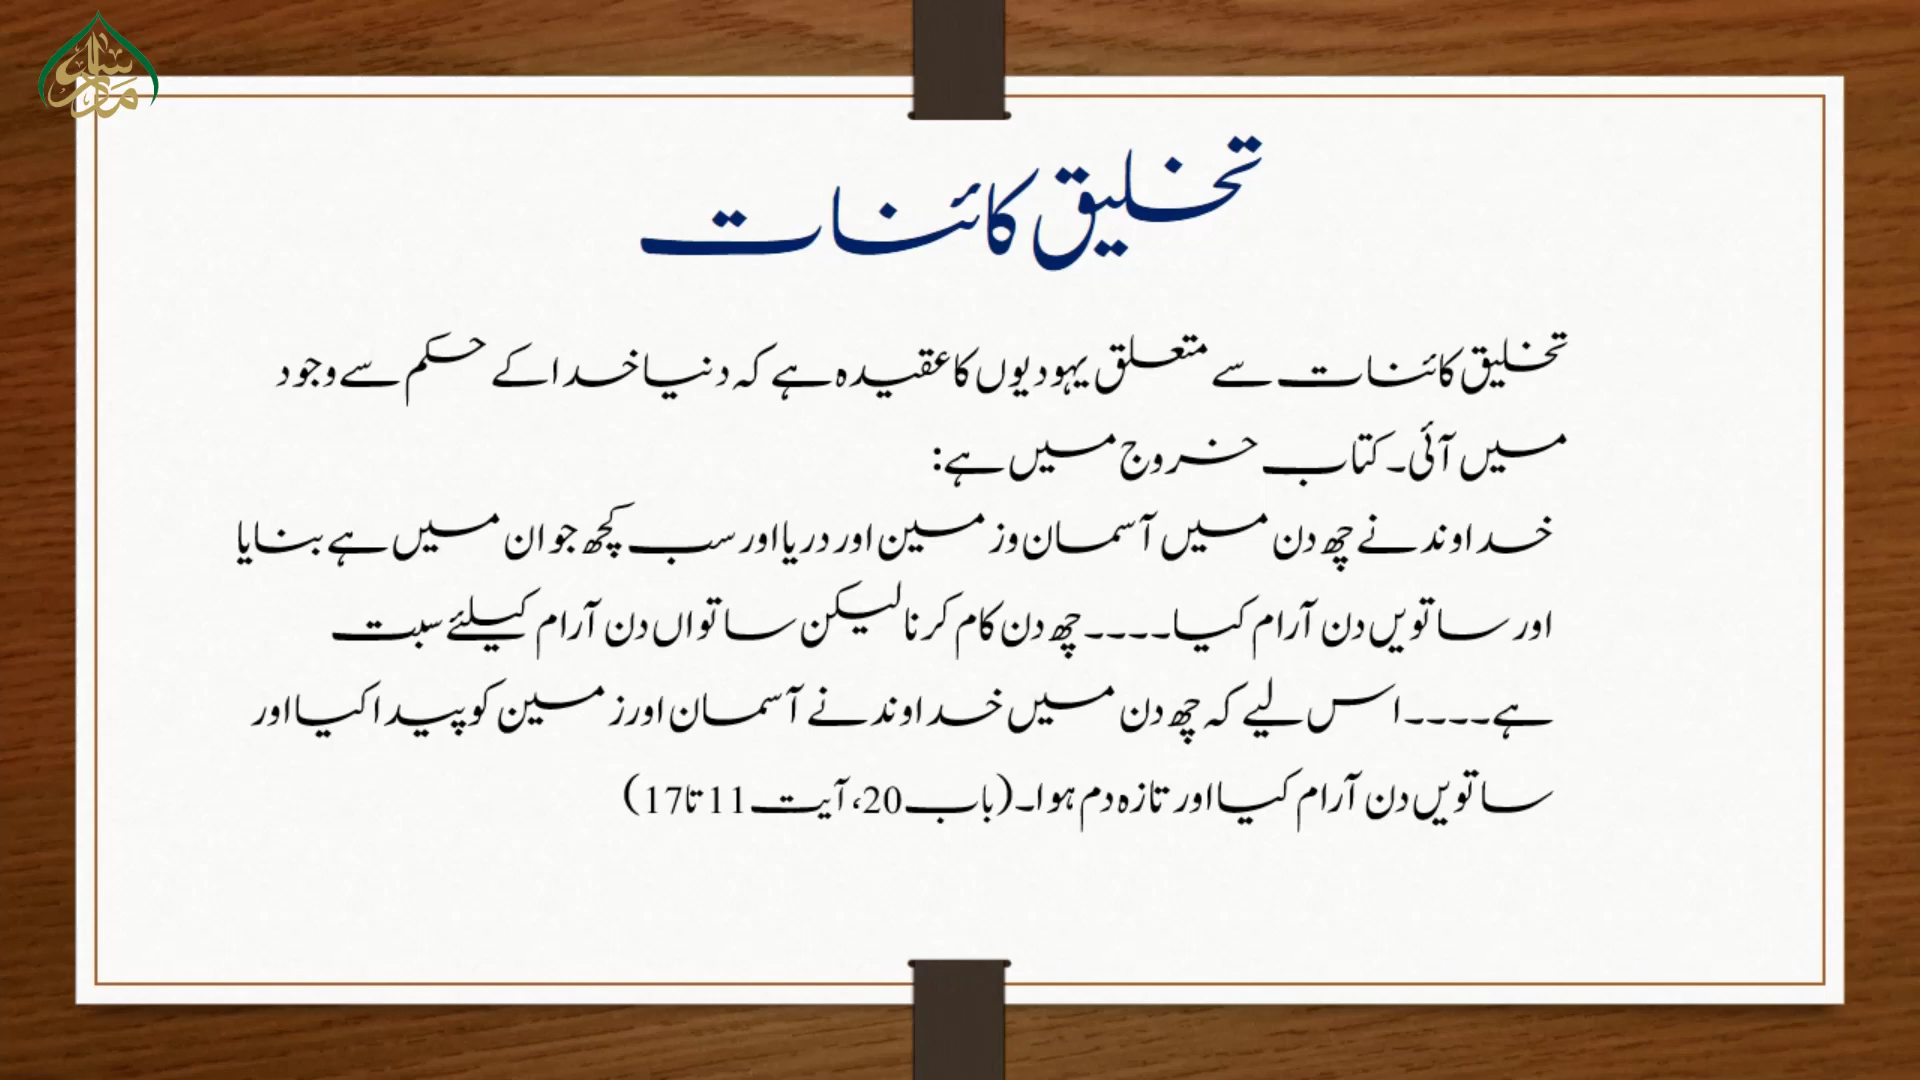 تخلیق کائنات
تخلیق کائنات سے متعلق یہودیوں کا عقیدہ ہے کہ دنیا خدا کے حکم سے وجود
میں آئی۔ کتاب خروج میں ہے:
خداوند نے چھ دن میں آسمان و زمین اور دریا اور سب کچھ جو ان میں ہے بنایا
اور ساتویں دن آرام کیا۔۔۔۔چھ دن کام کرنا لیکن ساتواں دن آرام کیلئے سبت
ہے۔۔۔۔اس لیے کہ چھ دن میں خداوند نے آسمان اور زمین کو پیدا کیا اور
ساتویں دن آرام کیا اور تازہ دم ہوا۔(باب 20، آیت 11 تا 17)